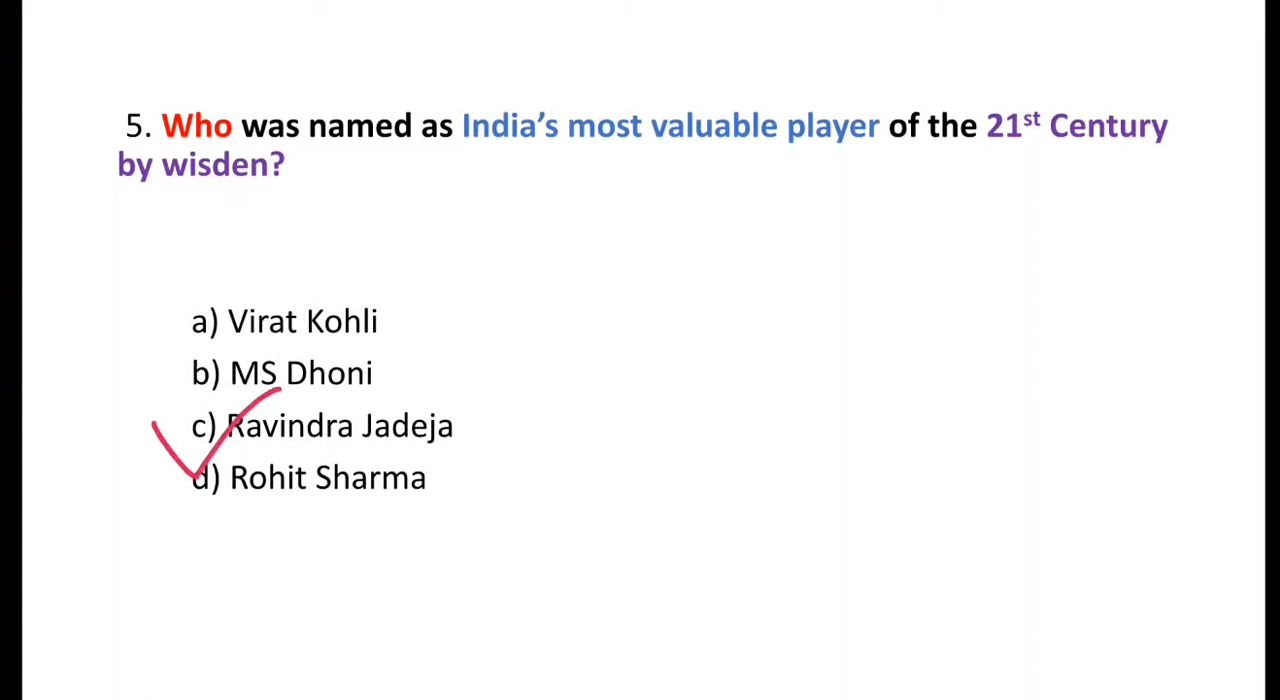 5. Who was named as India's most valuable player of the 21st Century
by wisden?
a) Virat Kohli
b) MS Dhoni
c) Ravindra Jadeja
d) Rohit Sharma